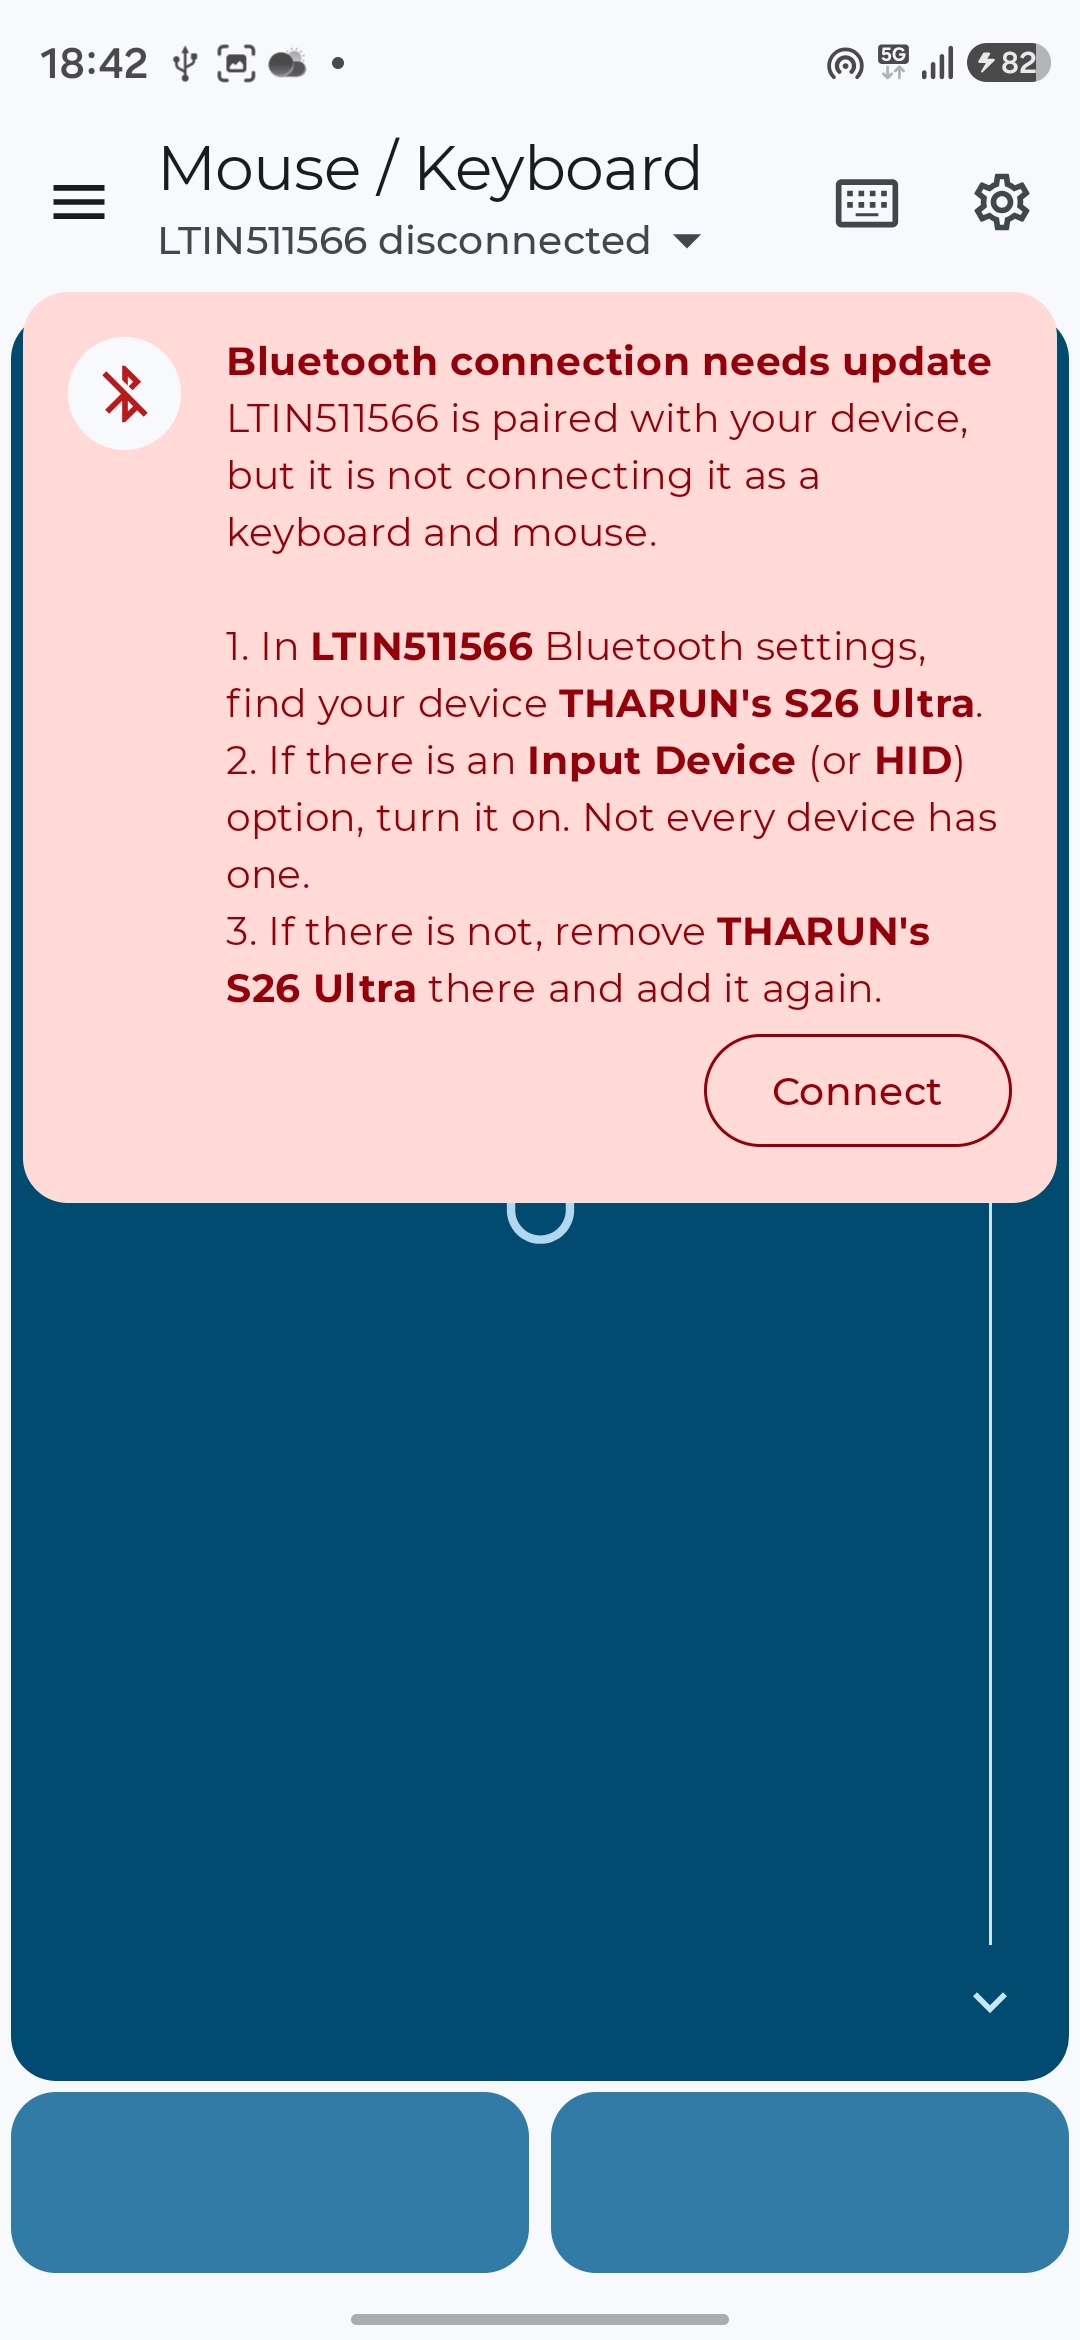 18:42
5G
82
Mouse / Keyboard
LTIN511566 disconnected
Bluetooth connection needs update
LTIN511566 is paired with your device,
but it is not connecting it as a
keyboard and mouse.
1. In LTIN511566 Bluetooth settings,
find your device THARUN's S26 Ultra.
2. If there is an Input Device (or HID)
option, turn it on. Not every device has
one.
3. If there is not, remove THARUN's
S26 Ultra there and add it again.
Connect